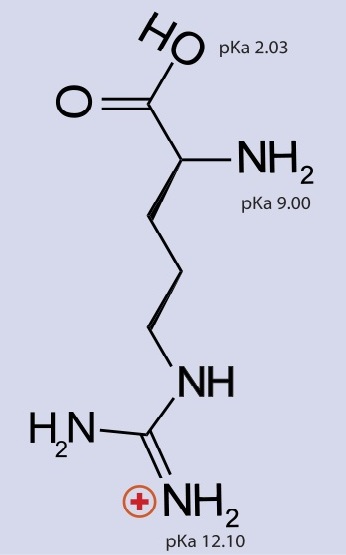 HO pKa 2.03
O
NH2
pKa 9.00
NH
H2N
+ NH2
pKa 12.10